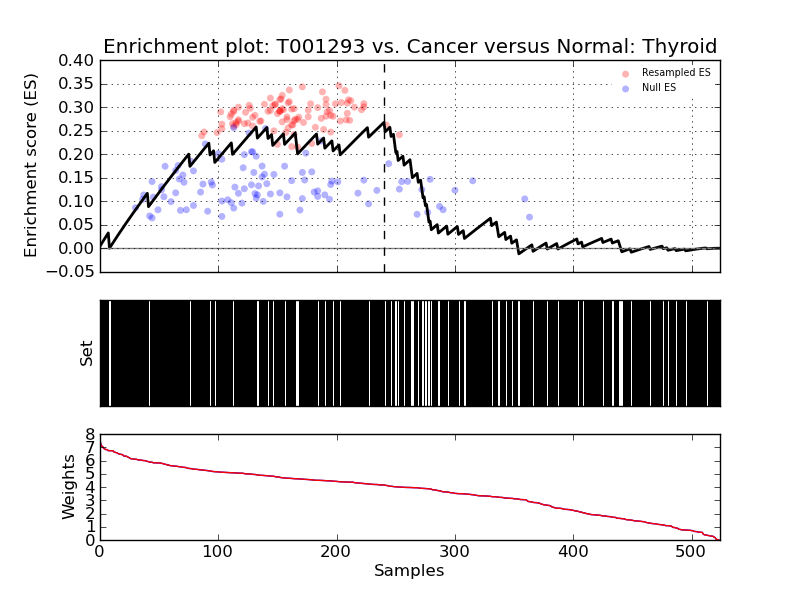 Enrichment plot: T001293 vs. Cancer versus Normal: Thyroid
0.40
0.35
0.30
0.25
0.20
0.15
0.10
0.05
0.00
−0.05
Enrichment score (ES)
Resampled ES
Null ES
Set
8
7
6
5
4
3
2
1
0
Weights
0 100 200 300 400 500
Samples